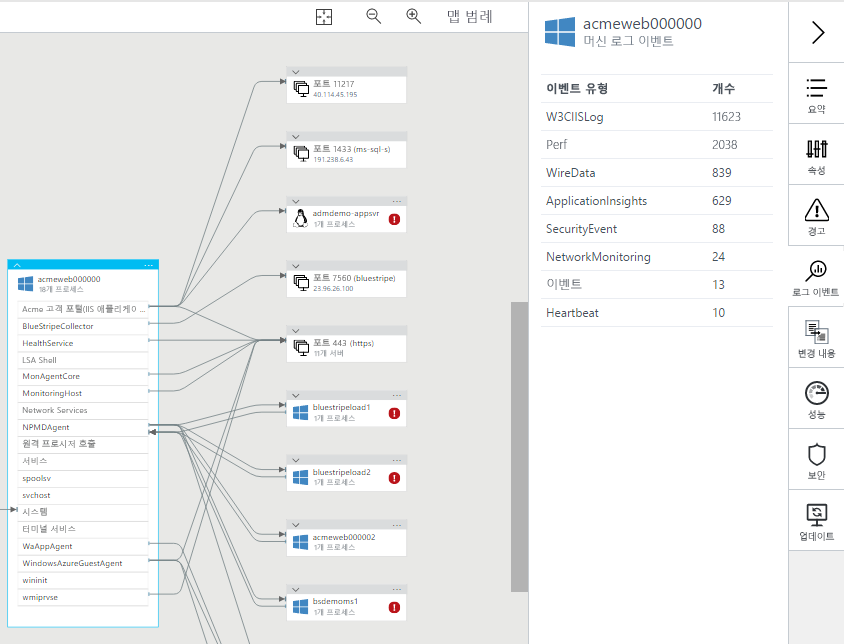 맵 범례
acmeweb000000
18개 프로세스
Acme 고객 포털(IIS 애플리케이 ...
BlueStripeCollector
HealthService
LSA Shell
MonAgentCore
MonitoringHost
Network Services
NPMDAgent
원격 프로시저 호출
서비스
spoolsv
svchost
시스템
터미널 서비스
WaAppAgent
WindowsAzureGuestAgent
wininit
wmiprvse
포트 11217
40.114.45.195
포트 1433 (ms-sql-s)
191.238.6.43
admdemo-appsvr
1개 프로세스
포트 7560 (bluestripe)
23.96.26.100
포트 443 (https)
11개 서버
bluestripeload1
1개 프로세스
bluestripeload2
1개 프로세스
acmeweb000002
1개 프로세스
bsdemoms1
1개 프로세스
acmeweb000000
머신 로그 이벤트
이벤트 유형 개수
W3CIISLog 11623
Perf 2038
WireData 839
ApplicationInsights 629
SecurityEvent 88
NetworkMonitoring 24
이벤트 13
Heartbeat 10
요약
속성
경고
로그 이벤트
변경 내용
성능
보안
업데이트